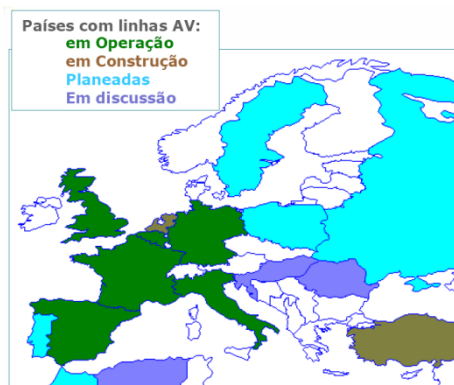 Países com linhas AV:
em Operação
em Construção
Planeadas
Em discussão